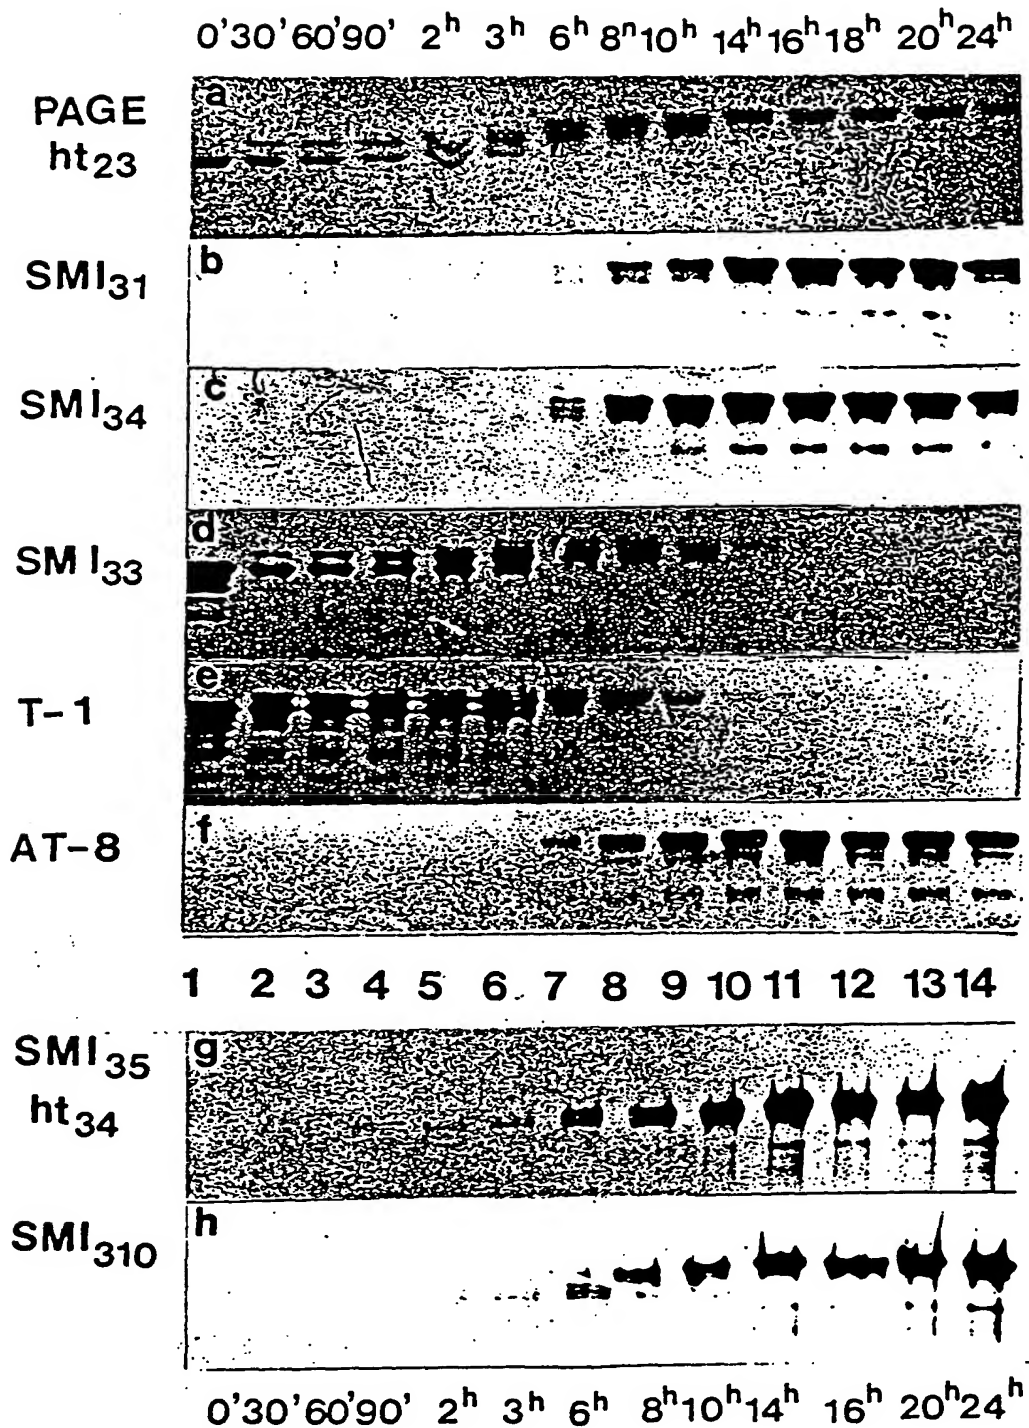 0' 30' 60' 90' 2h 3h 6h 8h 10h 14h 16h 18h 20h 24h
a
PAGE
ht23
b
SMI31
c
SMI34
d
SMI33
e
T-1
f
AT-8
1 2 3 4 5 6 7 8 9 10 11 12 13 14
g
SMI35
ht34
h
SMI310
0' 30' 60' 90' 2h 3h 6h 8h 10h 14h 16h 20h 24h